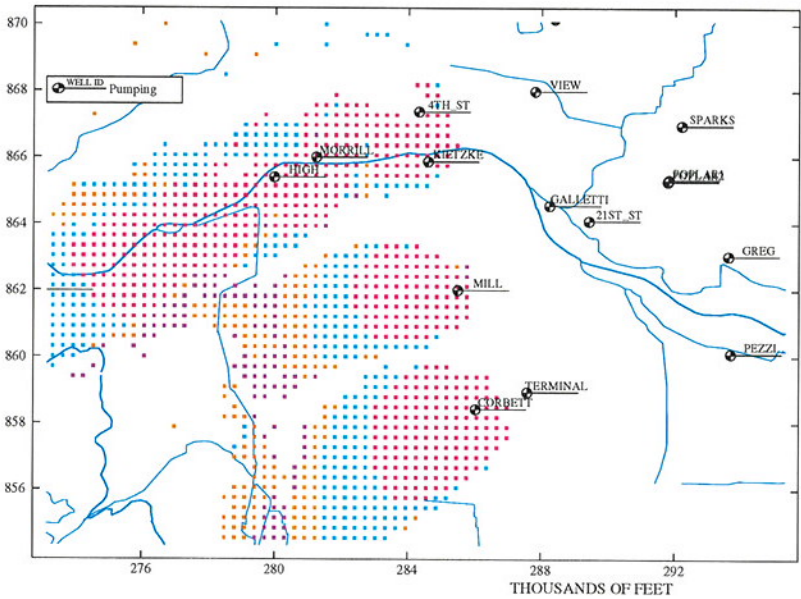 870
868
866
864
862
860
858
856
WELL ID
Pumping
4TH_ST
VIEW
SPARKS
MORRILL
KIETZKE
HIGH
GALLETTI
21ST_ST
GREG
MILL
PEZZI
TERMINAL
CORBETT
276
280
284
288
292
THOUSANDS OF FEET